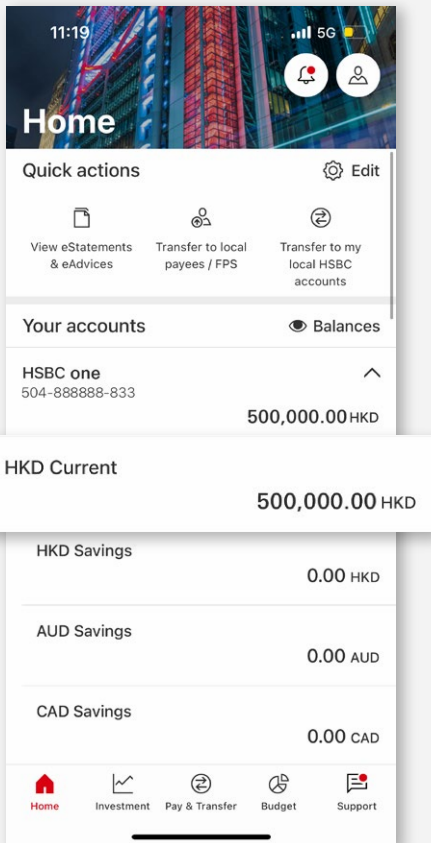 11:19
5G
Home
Quick actions
Edit
View eStatements
& eAdvices
Transfer to local
payees / FPS
Transfer to my
local HSBC
accounts
Your accounts
Balances
HSBC one
504-888888-833
500,000.00 HKD
HKD Current
500,000.00 HKD
HKD Savings
0.00 HKD
AUD Savings
0.00 AUD
CAD Savings
0.00 CAD
Home Investment Pay & Transfer Budget Support